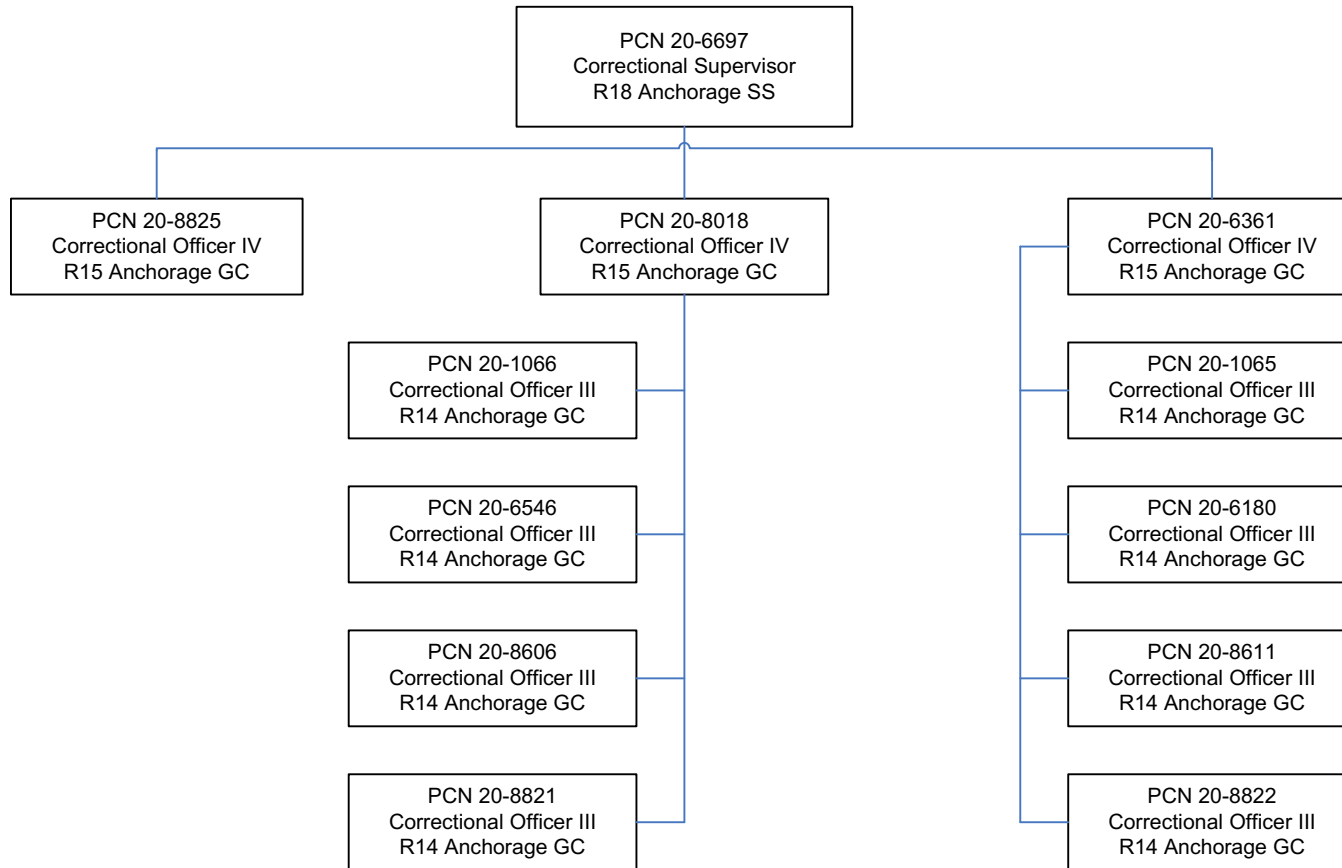 PCN 20-6697
Correctional Supervisor
R18 Anchorage SS
PCN 20-8825
Correctional Officer IV
R15 Anchorage GC
PCN 20-8018
Correctional Officer IV
R15 Anchorage GC
PCN 20-6361
Correctional Officer IV
R15 Anchorage GC
PCN 20-1066
Correctional Officer III
R14 Anchorage GC
PCN 20-1065
Correctional Officer III
R14 Anchorage GC
PCN 20-6546
Correctional Officer III
R14 Anchorage GC
PCN 20-6180
Correctional Officer III
R14 Anchorage GC
PCN 20-8606
Correctional Officer III
R14 Anchorage GC
PCN 20-8611
Correctional Officer III
R14 Anchorage GC
PCN 20-8821
Correctional Officer III
R14 Anchorage GC
PCN 20-8822
Correctional Officer III
R14 Anchorage GC